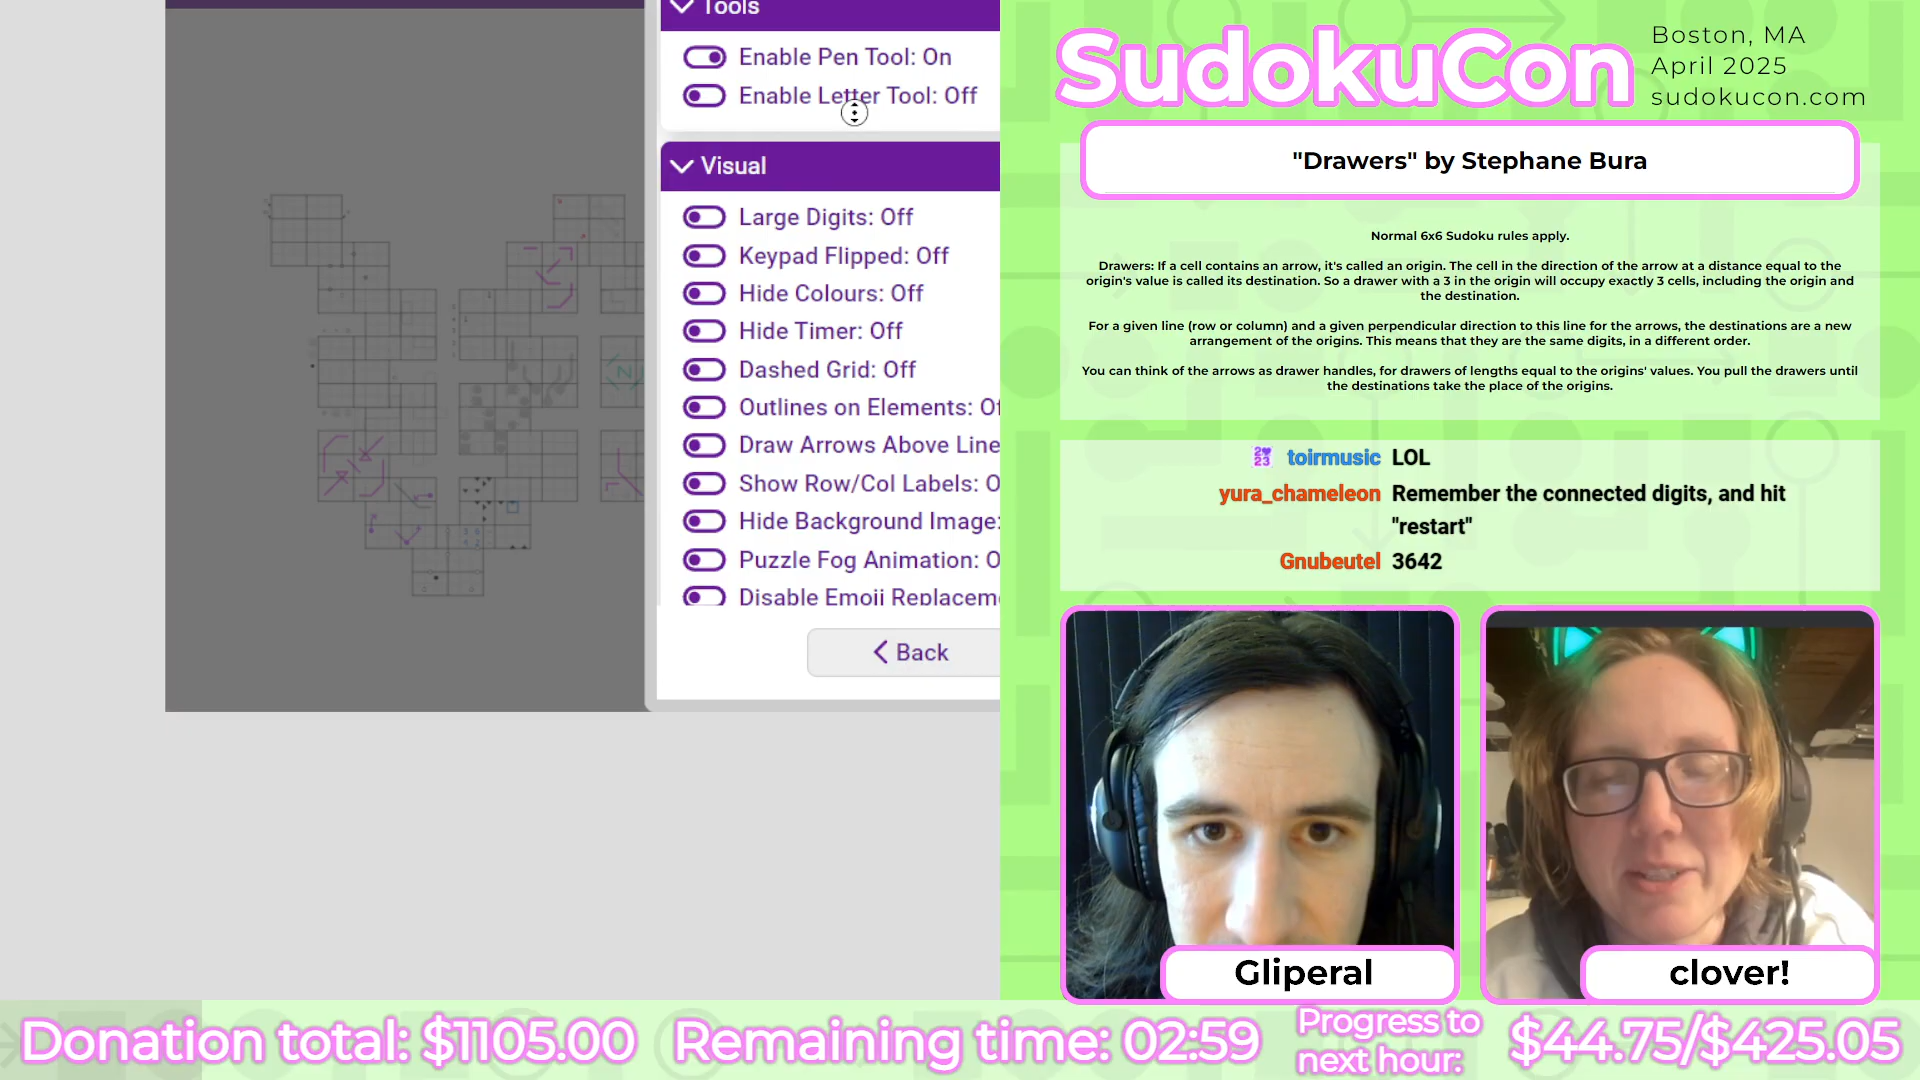 Tools
Enable Pen Tool: On
Enable Letter Tool: Off
Visual
Large Digits: Off
Keypad Flipped: Off
Hide Colours: Off
Hide Timer: Off
Dashed Grid: Off
Outlines on Elements: Of
Draw Arrows Above Line
Show Row/Col Labels: O
Hide Background Image:
Puzzle Fog Animation: O
Disable Emoji Replacem
Back
SudokuCon
Boston, MA
April 2025
sudokucon.com
"Drawers" by Stephane Bura
Normal 6x6 Sudoku rules apply.
Drawers: If a cell contains an arrow, it's called an origin. The cell in the direction of the arrow at a distance equal to the
origin's value is called its destination. So a drawer with a 3 in the origin will occupy exactly 3 cells, including the origin and
the destination.
For a given line (row or column) and a given perpendicular direction to this line for the arrows, the destinations are a new
arrangement of the origins. This means that they are the same digits, in a different order.
You can think of the arrows as drawer handles, for drawers of lengths equal to the origins' values. You pull the drawers until
the destinations take the place of the origins.
toirmusic LOL
yura_chameleon Remember the connected digits, and hit
"restart"
Gnubeutel 3642
Gliperal
clover!
Donation total: $1105.00
Remaining time: 02:59
Progress to
next hour:
$44.75/$425.05